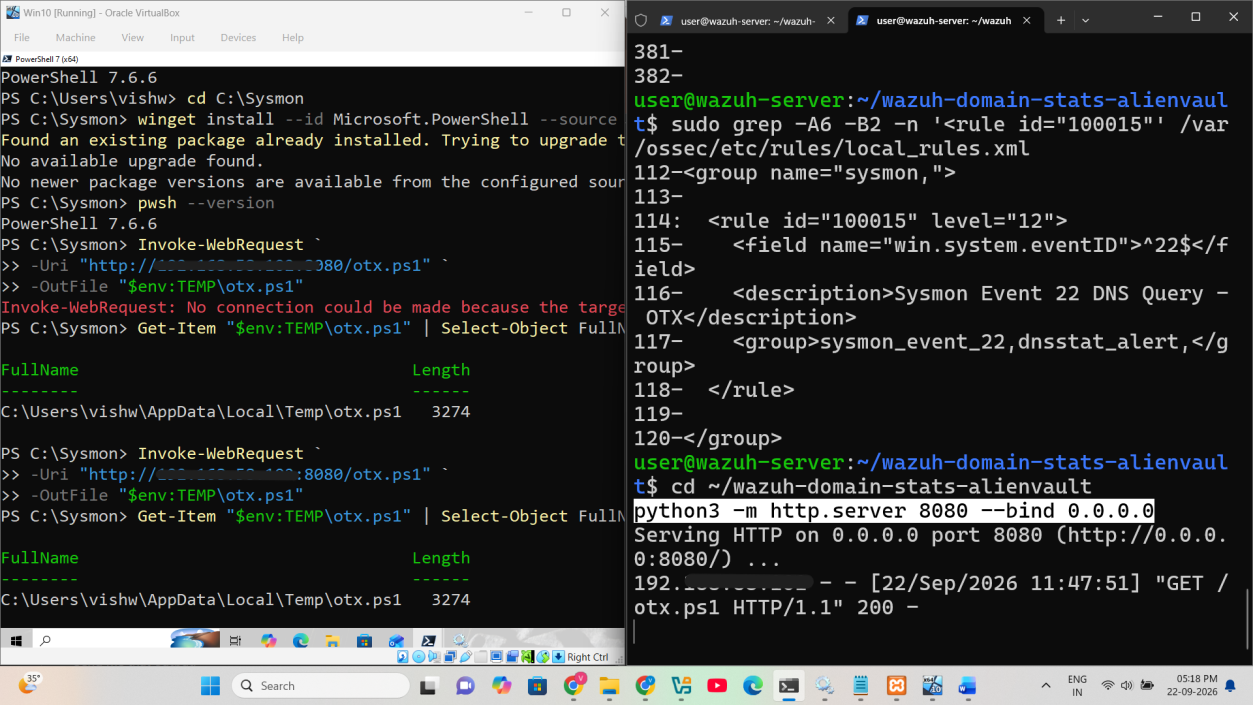 Win10 [Running] - Oracle VirtualBox
File Machine View Input Devices Help
PowerShell 7 (x64)
PowerShell 7.6.6
PS C:\Users\vishw> cd C:\Sysmon
PS C:\Sysmon> winget install --id Microsoft.PowerShell --source
Found an existing package already installed. Trying to upgrade t
No available upgrade found.
No newer package versions are available from the configured sour
PS C:\Sysmon> pwsh --version
PowerShell 7.6.6
PS C:\Sysmon> Invoke-WebRequest `
>> -Uri "http://080/otx.ps1" `
>> -OutFile "$env:TEMP\otx.ps1"
Invoke-WebRequest: No connection could be made because the targe
PS C:\Sysmon> Get-Item "$env:TEMP\otx.ps1" | Select-Object FullN
FullName Length
-------- ------
C:\Users\vishw\AppData\Local\Temp\otx.ps1 3274
PS C:\Sysmon> Invoke-WebRequest `
>> -Uri "http://:8080/otx.ps1" `
>> -OutFile "$env:TEMP\otx.ps1"
PS C:\Sysmon> Get-Item "$env:TEMP\otx.ps1" | Select-Object FullN
FullName Length
-------- ------
C:\Users\vishw\AppData\Local\Temp\otx.ps1 3274
Right Ctrl
user@wazuh-server: ~/wazuh-
user@wazuh-server: ~/wazuh
381-
382-
user@wazuh-server:~/wazuh-domain-stats-alienvaul
t$ sudo grep -A6 -B2 -n '<rule id="100015"' /var
/ossec/etc/rules/local_rules.xml
112-<group name="sysmon,">
113-
114:  <rule id="100015" level="12">
115-    <field name="win.system.eventID">^22$</f
ield>
116-    <description>Sysmon Event 22 DNS Query -
 OTX</description>
117-    <group>sysmon_event_22,dnsstat_alert,</g
roup>
118-  </rule>
119-
120-</group>
user@wazuh-server:~/wazuh-domain-stats-alienvaul
t$ cd ~/wazuh-domain-stats-alienvault
python3 -m http.server 8080 --bind 0.0.0.0
Serving HTTP on 0.0.0.0 port 8080 (http://0.0.0.
0:8080/) ...
192. - - [22/Sep/2026 11:47:51] "GET /
otx.ps1 HTTP/1.1" 200 -
35°
Search
ENG
IN
05:18 PM
22-09-2026